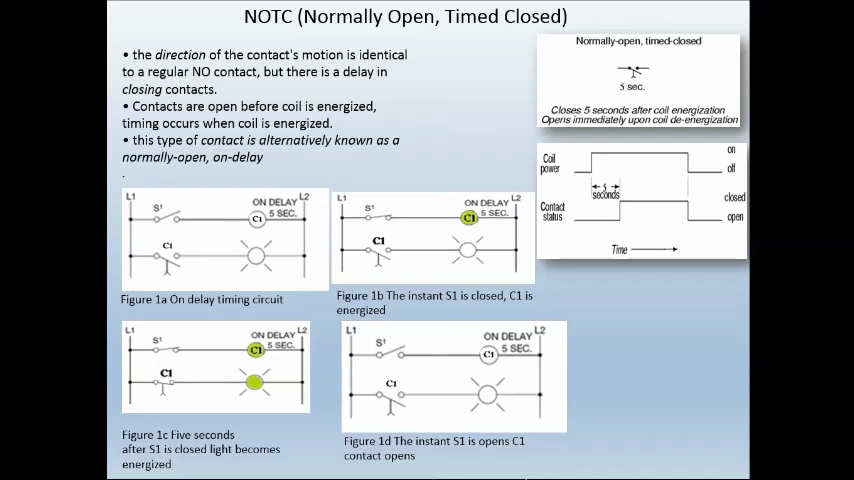 NOTC (Normally Open, Timed Closed)
• the direction of the contact's motion is identical
to a regular NO contact, but there is a delay in
closing contacts.
• Contacts are open before coil is energized,
timing occurs when coil is energized.
• this type of contact is alternatively known as a
normally-open, on-delay
.
Normally-open, timed-closed
5 sec.
Closes 5 seconds after coil energization
Opens immediately upon coil de-energization
Coil
power
on
off
5
seconds
Contact
status
closed
open
Time
L1
L2
S1
ON DELAY
5 SEC.
C1
C1
Figure 1a On delay timing circuit
L1
L2
S1
ON DELAY
C1 5 SEC.
C1
Figure 1b The instant S1 is closed, C1 is
energized
L1
L2
S1
ON DELAY
C1 5 SEC.
C1
Figure 1c Five seconds
after S1 is closed light becomes
energized
L1
L2
S1
ON DELAY
C1 5 SEC.
C1
Figure 1d The instant S1 is opens C1
contact opens